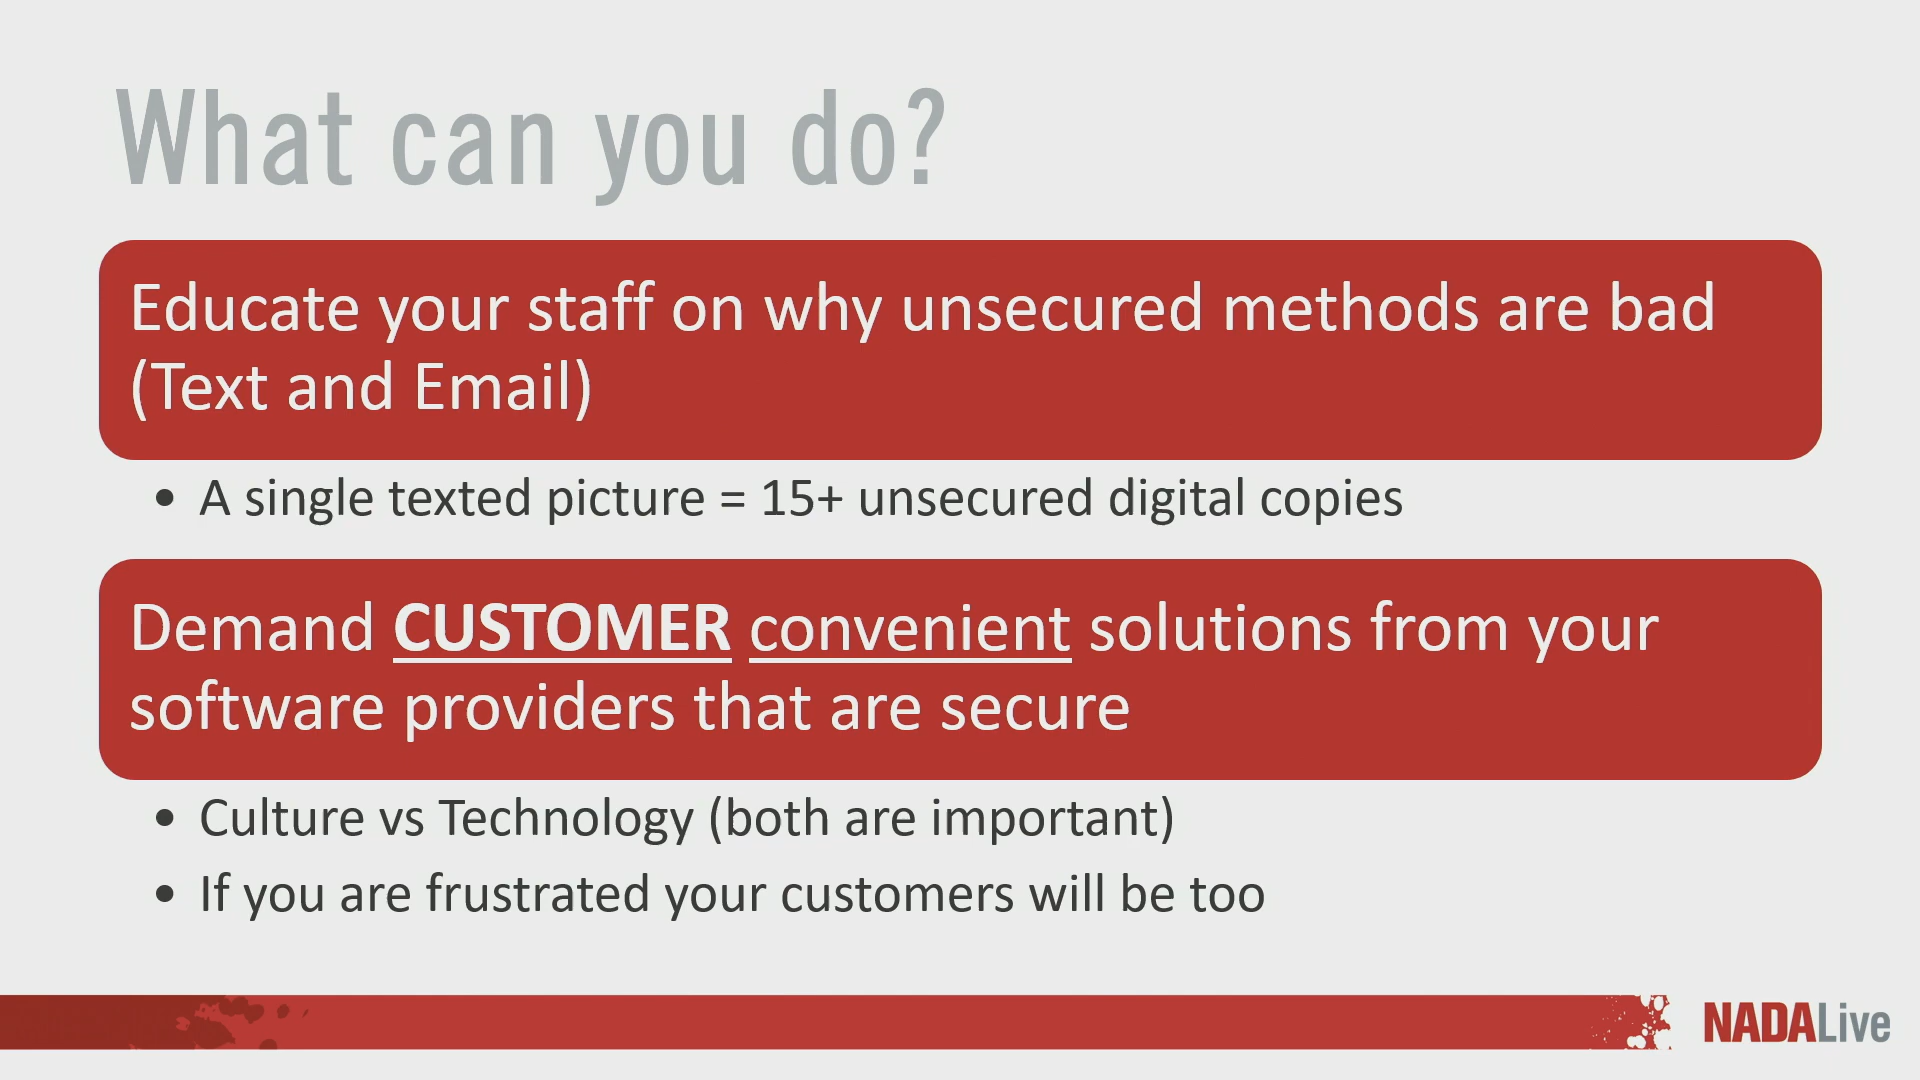 What can you do?
Educate your staff on why unsecured methods are bad
(Text and Email)
• A single texted picture = 15+ unsecured digital copies
Demand CUSTOMER convenient solutions from your
software providers that are secure
• Culture vs Technology (both are important)
• If you are frustrated your customers will be too
NADALive